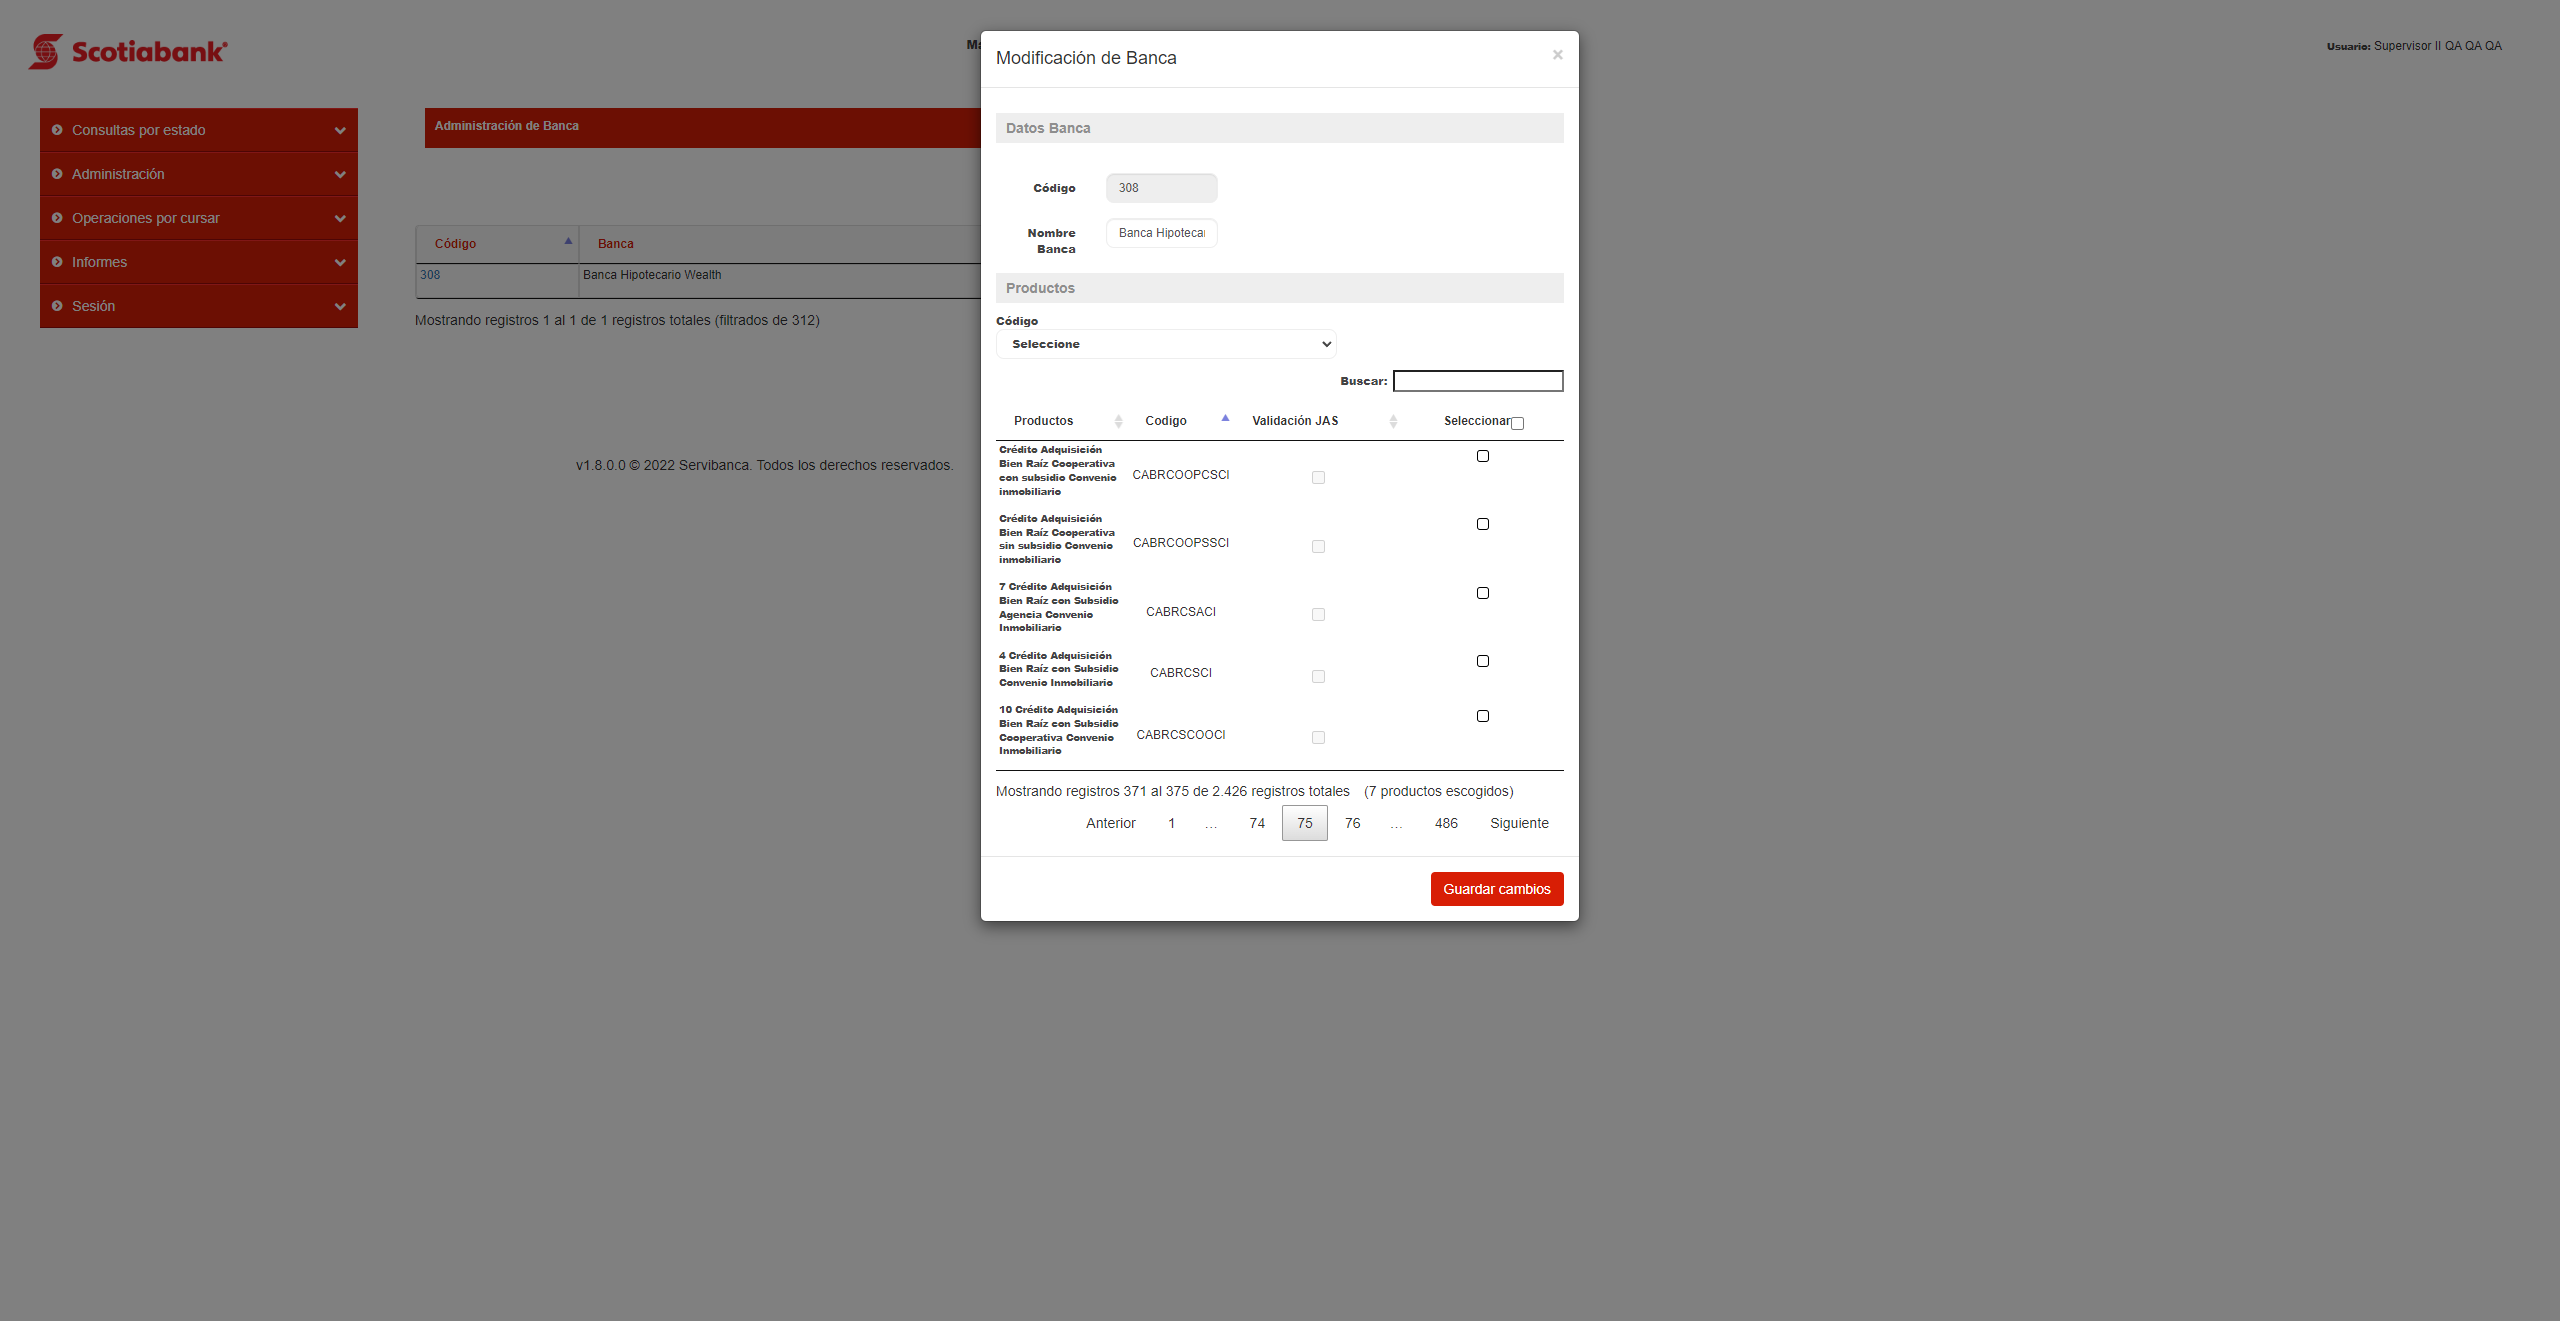 Scotiabank
Usuario: Supervisor II QA QA QA
Consultas por estado
Administración
Operaciones por cursar
Informes
Sesión
Administración de Banca
Código
Banca
308
Banca Hipotecario Wealth
Mostrando registros 1 al 1 de 1 registros totales (filtrados de 312)
v1.8.0.0 © 2022 Servibanca. Todos los derechos reservados.
Modificación de Banca
×
Datos Banca
Código
308
Nombre
Banca
Banca Hipotecar
Productos
Código
Seleccione
Buscar:
Productos
Codigo
Validación JAS
Seleccionar
Crédito Adquisición
Bien Raíz Cooperativa
con subsidio Convenio
inmobiliario
CABRCOOPCSCI
Crédito Adquisición
Bien Raíz Cooperativa
sin subsidio Convenio
inmobiliario
CABRCOOPSSCI
7 Crédito Adquisición
Bien Raíz con Subsidio
Agencia Convenio
Inmobiliario
CABRCSACI
4 Crédito Adquisición
Bien Raíz con Subsidio
Convenio Inmobiliario
CABRCSCI
10 Crédito Adquisición
Bien Raíz con Subsidio
Cooperativa Convenio
Inmobiliario
CABRCSCOOCI
Mostrando registros 371 al 375 de 2.426 registros totales (7 productos escogidos)
Anterior 1 … 74 75 76 … 486 Siguiente
Guardar cambios